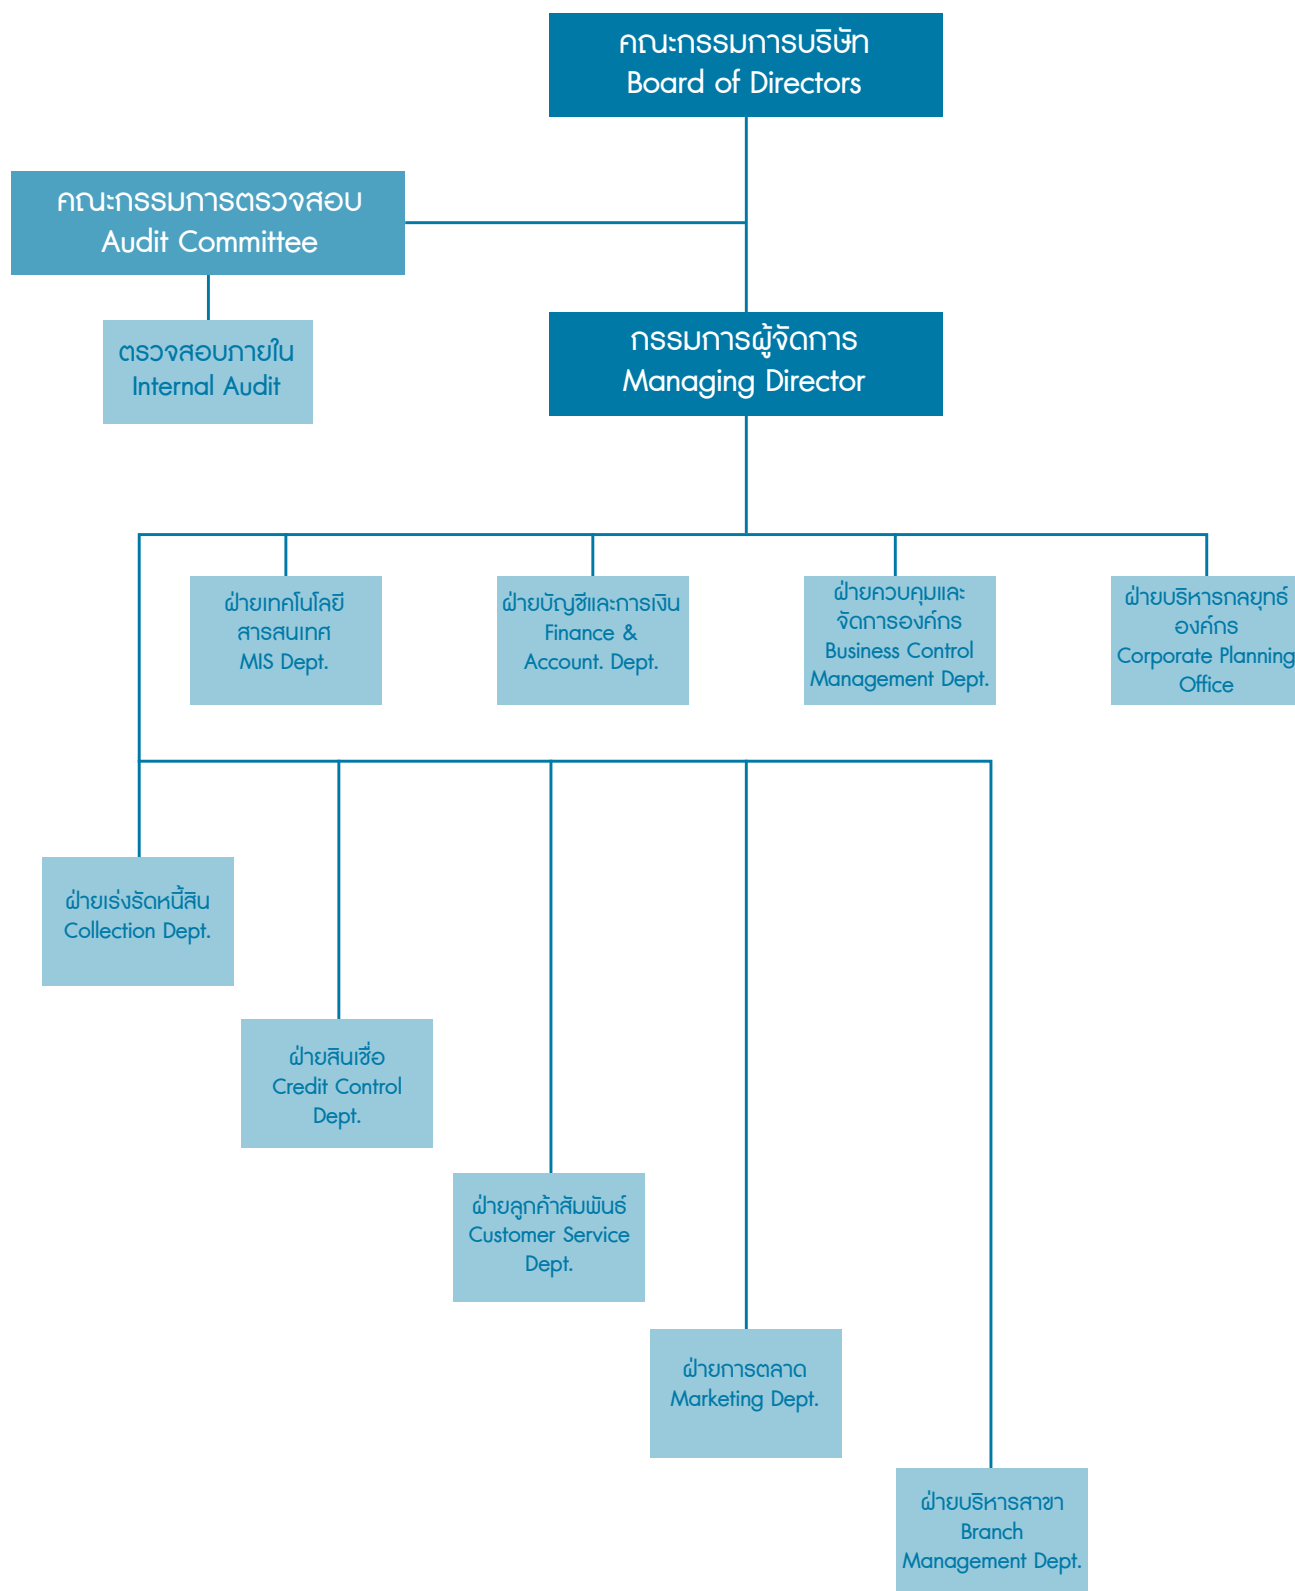 คณะกรรมการบริษัท
Board of Directors
คณะกรรมการตรวจสอบ
Audit Committee
ตรวจสอบภายใน
Internal Audit
กรรมการผู้จัดการ
Managing Director
ฝ่ายเทคโนโลยี
สารสนเทศ
MIS Dept.
ฝ่ายบัญชีและการเงิน
Finance &
Account. Dept.
ฝ่ายควบคุมและ
จัดการองค์กร
Business Control
Management Dept.
ฝ่ายบริหารกลยุทธ์
องค์กร
Corporate Planning
Office
ฝ่ายเร่งรัดหนี้สิน
Collection Dept.
ฝ่ายสินเชื่อ
Credit Control
Dept.
ฝ่ายลูกค้าสัมพันธ์
Customer Service
Dept.
ฝ่ายการตลาด
Marketing Dept.
ฝ่ายบริหารสาขา
Branch
Management Dept.